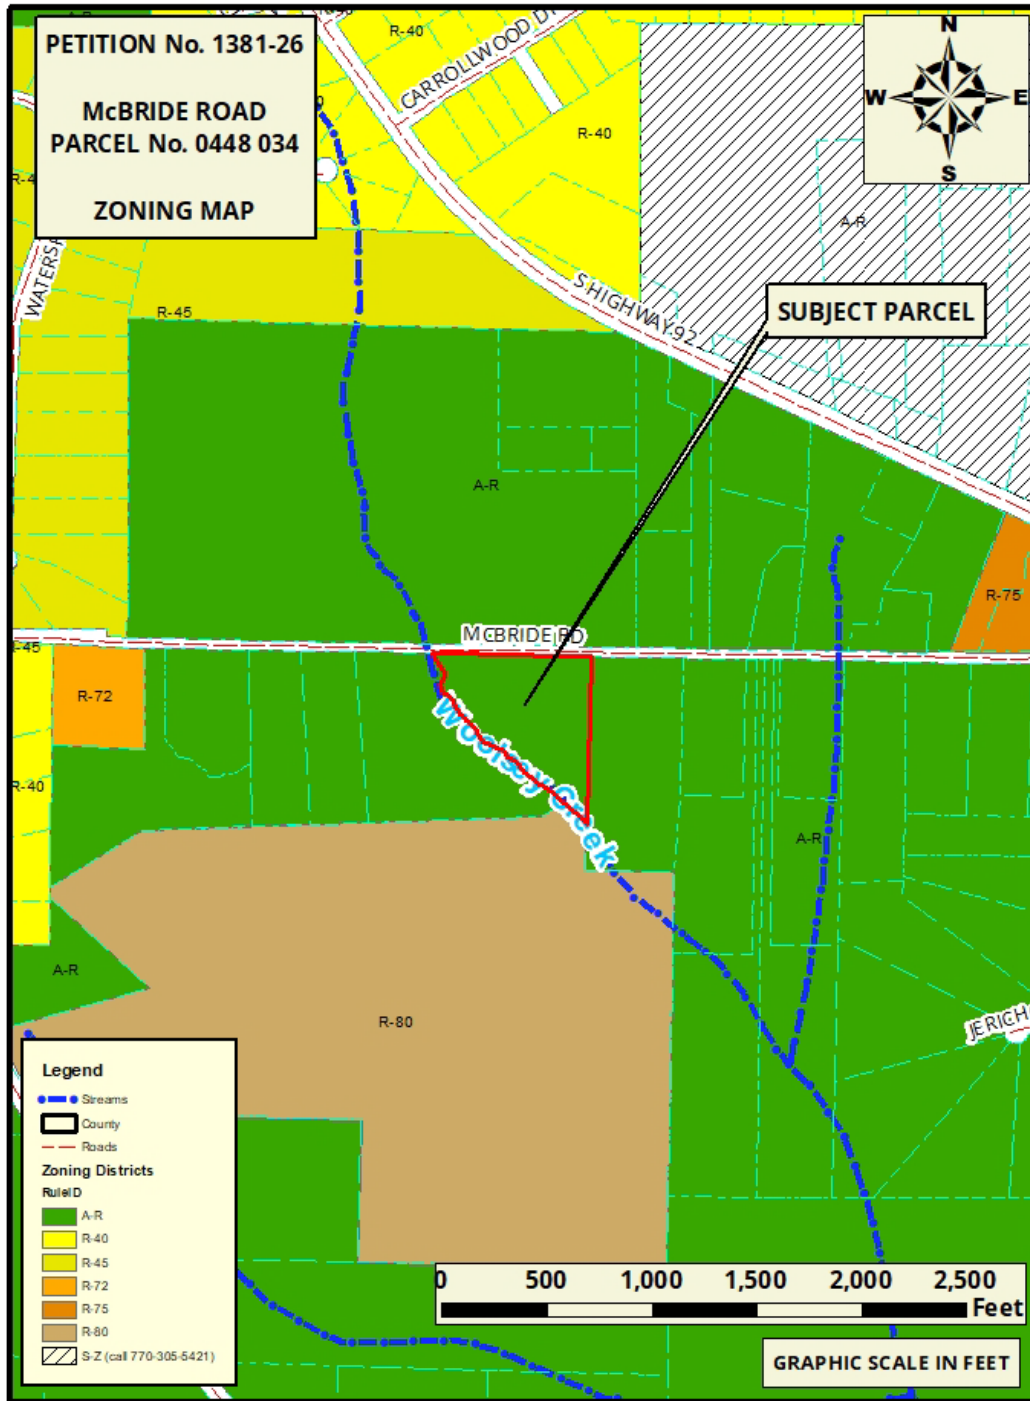 PETITION No. 1381-26
McBRIDE ROAD
PARCEL No. 0448 034
ZONING MAP
A-R
R-40
CARROLLWOOD
R-40
N
W
E
S
A-R
S HIGHWAY 92
SUBJECT PARCEL
R-45
A-R
R-75
MCBRIDE RD
R-72
Woolsey Creek
R-40
A-R
A-R
R-80
JERICH
Legend
Streams
County
Roads
Zoning Districts
RuleID
A-R
R-40
R-45
R-72
R-75
R-80
S-Z (call 770-305-5421)
0
500
1,000
1,500
2,000
2,500
Feet
GRAPHIC SCALE IN FEET